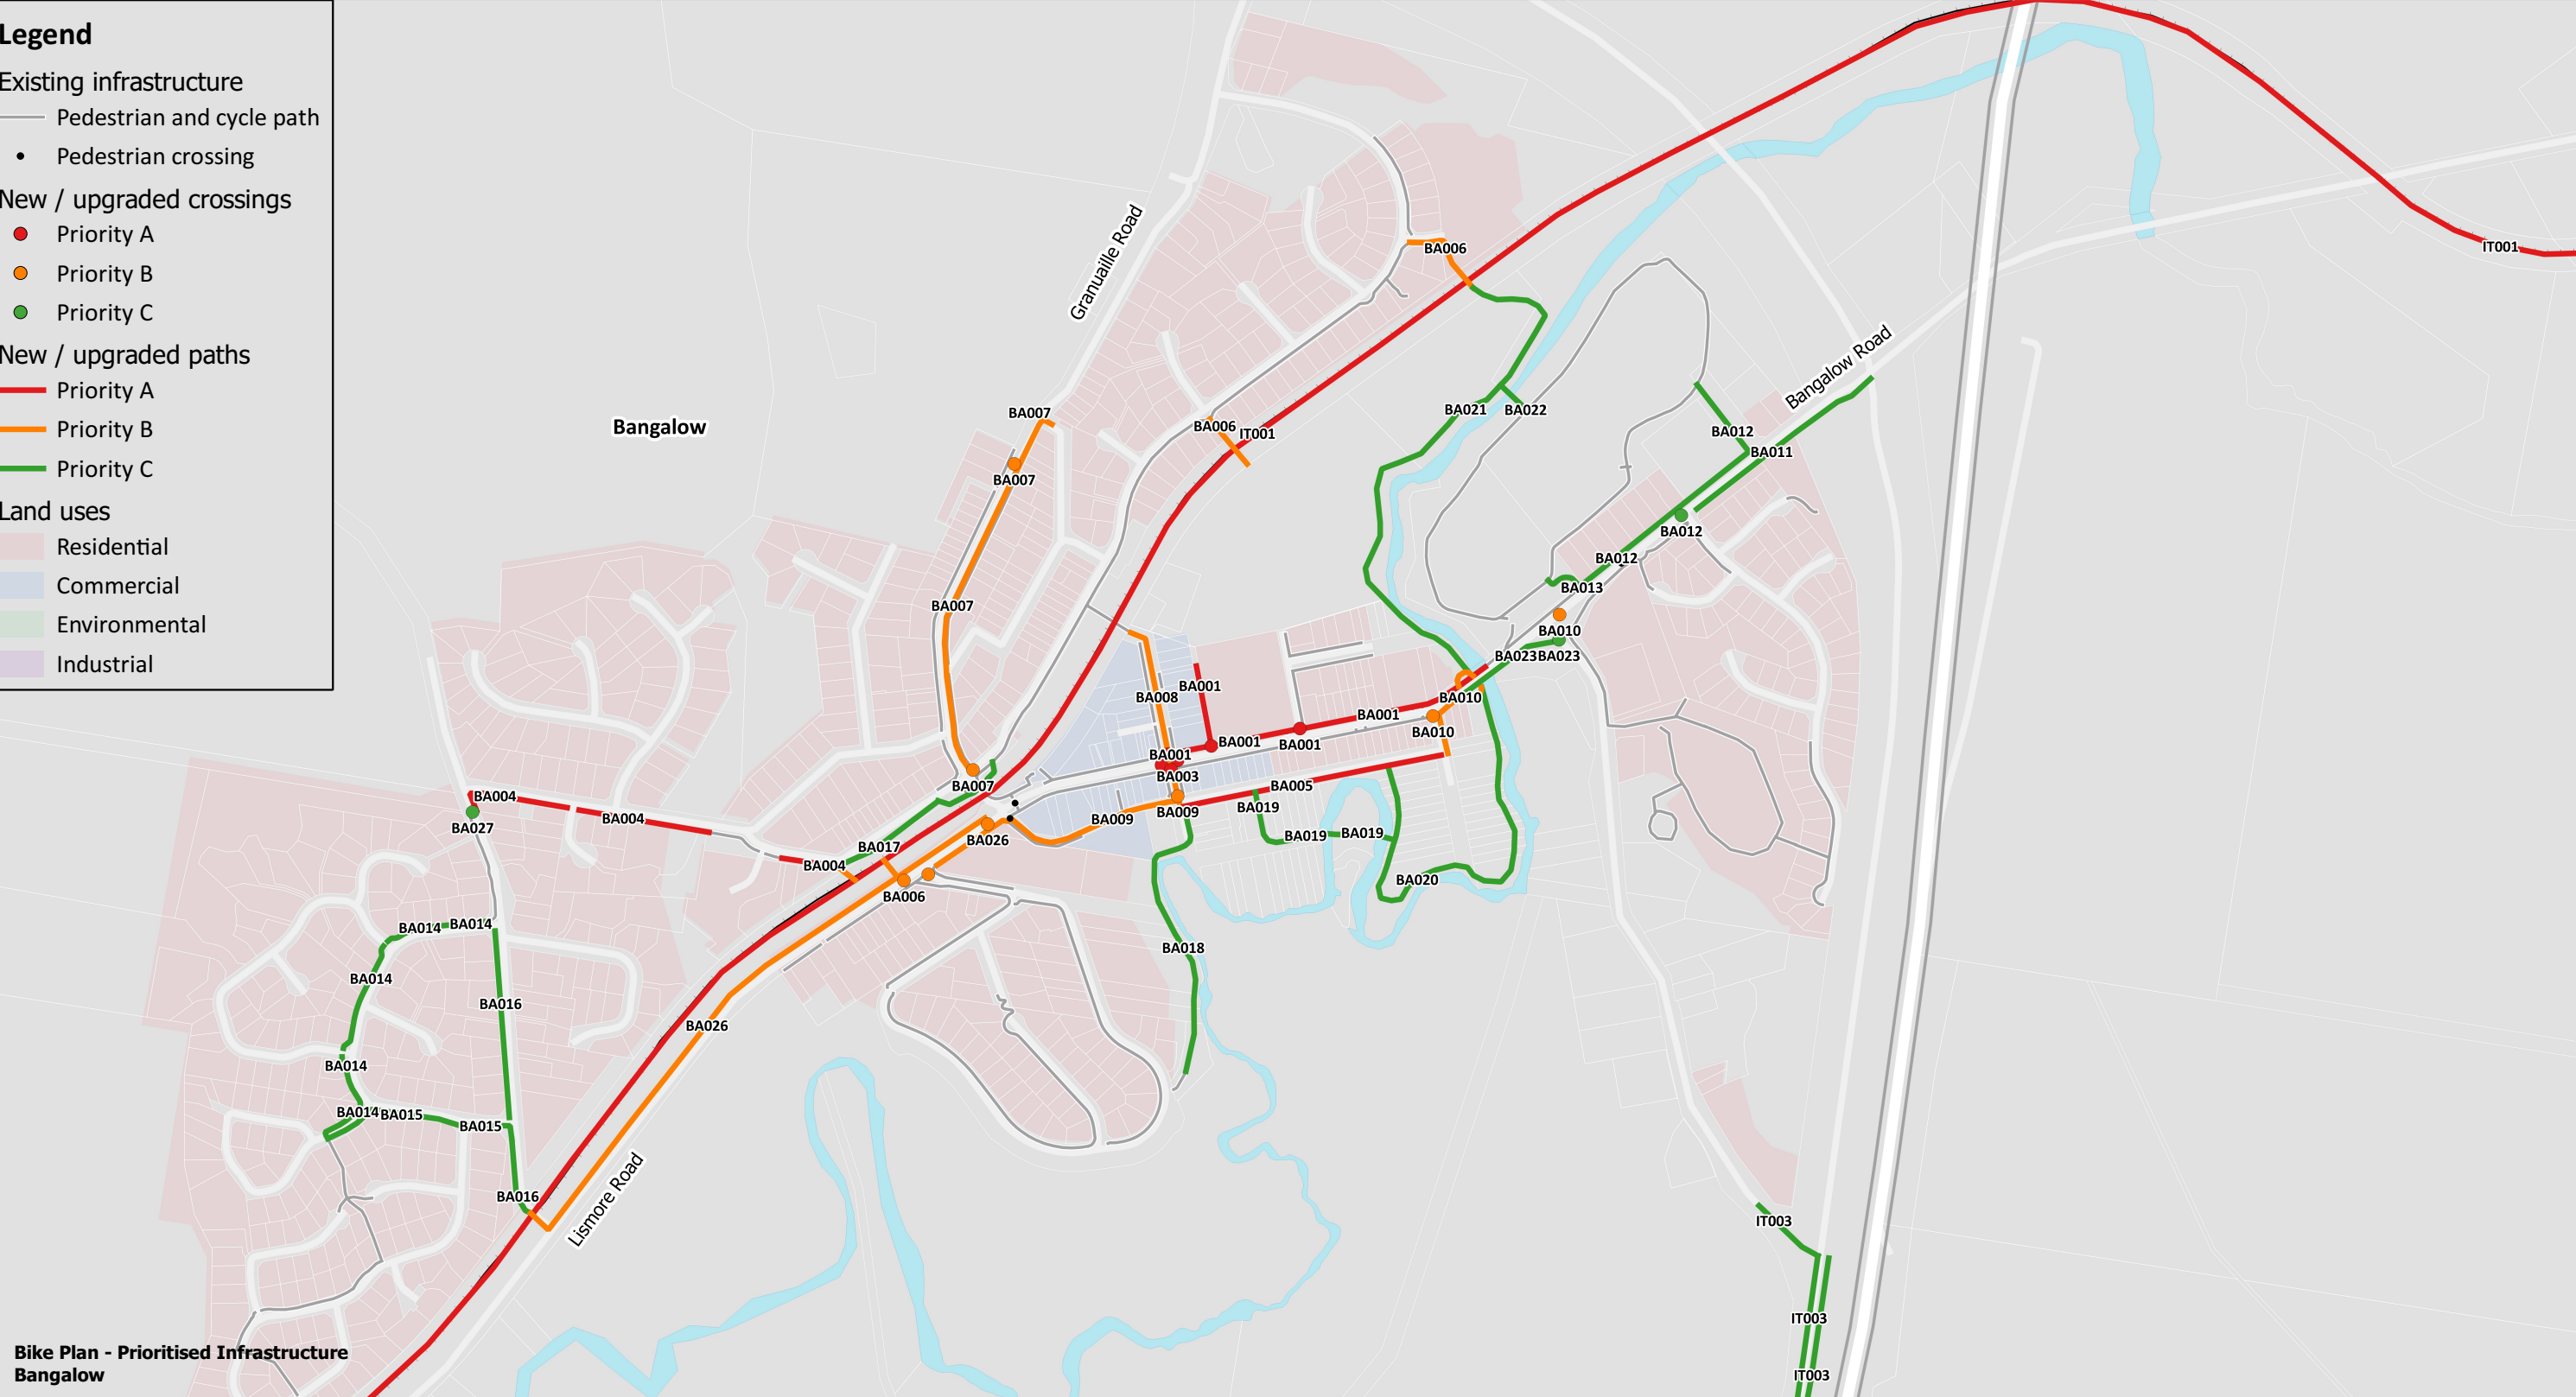 Legend
Existing infrastructure
Pedestrian and cycle path
Pedestrian crossing
New / upgraded crossings
Priority A
Priority B
Priority C
New / upgraded paths
Priority A
Priority B
Priority C
Land uses
Residential
Commercial
Environmental
Industrial
Granuaille Road
BA006
IT001
Bangalow Road
BA007
Bangalow
BA006
IT001
BA021
BA022
BA012
BA011
BA007
BA012
BA012
BA013
BA007
BA010
BA023
BA023
BA001
BA008
BA010
BA001
BA010
BA001
BA001
BA001
BA003
BA007
BA005
BA004
BA019
BA009
BA009
BA004
BA027
BA019
BA019
BA026
BA017
BA004
BA020
BA006
BA014
BA014
BA018
BA014
BA016
BA026
BA014
BA014
BA015
BA015
BA016
Lismore Road
IT003
IT003
IT003
Bike Plan - Prioritised Infrastructure
Bangalow